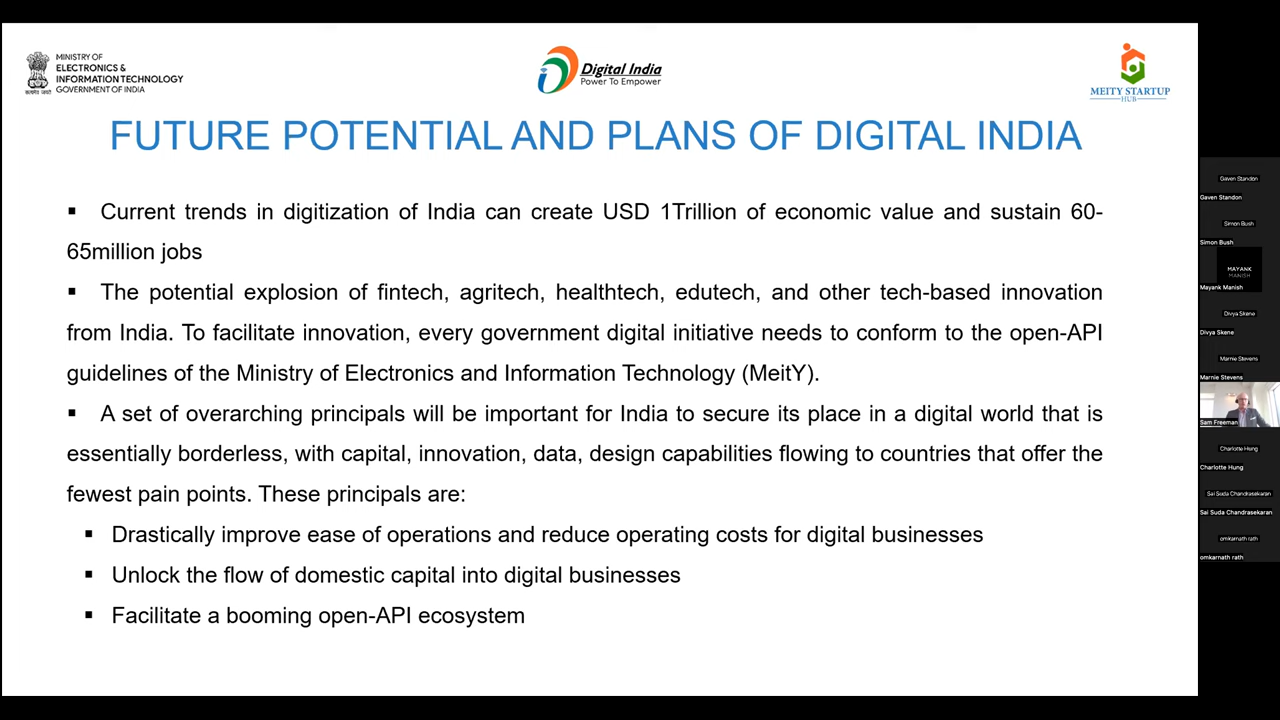 MINISTRY OF
ELECTRONICS &
INFORMATION TECHNOLOGY
GOVERNMENT OF INDIA
सत्यमेव जयते
Digital India
Power To Empower
MEITY STARTUP
HUB
FUTURE POTENTIAL AND PLANS OF DIGITAL INDIA
▪ Current trends in digitization of India can create USD 1Trillion of economic value and sustain 60-
65million jobs
▪ The potential explosion of fintech, agritech, healthtech, edutech, and other tech-based innovation
from India. To facilitate innovation, every government digital initiative needs to conform to the open-API
guidelines of the Ministry of Electronics and Information Technology (MeitY).
▪ A set of overarching principals will be important for India to secure its place in a digital world that is
essentially borderless, with capital, innovation, data, design capabilities flowing to countries that offer the
fewest pain points. These principals are:
▪ Drastically improve ease of operations and reduce operating costs for digital businesses
▪ Unlock the flow of domestic capital into digital businesses
▪ Facilitate a booming open-API ecosystem
Gaven Standon
Gaven Standon
Simon Bush
Simon Bush
MAYANK
MANISH
Mayank Manish
Divya Skene
Divya Skene
Marnie Stevens
Marnie Stevens
Sam Freeman
Charlotte Hung
Charlotte Hung
Sai Suda Chandrasekaran
Sai Suda Chandrasekaran
omkarnath rath
omkarnath rath